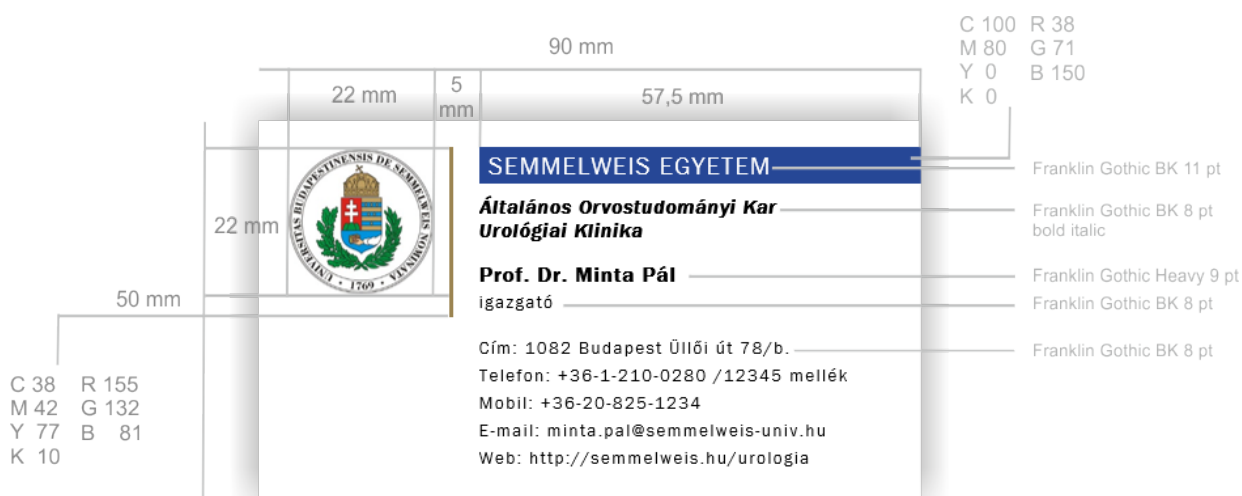 C 100 R 38
M 80 G 71
Y 0 B 150
K 0
90 mm
22 mm
5 mm
57,5 mm
SEMMELWEIS EGYETEM
Franklin Gothic BK 11 pt
UNIVERSITAS BUDAPESTINENSIS DE SEMMELWEIS NOMINATA
· 1769 ·
22 mm
Általános Orvostudományi Kar
Urológiai Klinika
Franklin Gothic BK 8 pt
bold italic
Prof. Dr. Minta Pál
Franklin Gothic Heavy 9 pt
50 mm
igazgató
Franklin Gothic BK 8 pt
Cím: 1082 Budapest Üllői út 78/b.
Franklin Gothic BK 8 pt
Telefon: +36-1-210-0280 /12345 mellék
Mobil: +36-20-825-1234
E-mail: minta.pal@semmelweis-univ.hu
Web: http://semmelweis.hu/urologia
C 38 R 155
M 42 G 132
Y 77 B 81
K 10